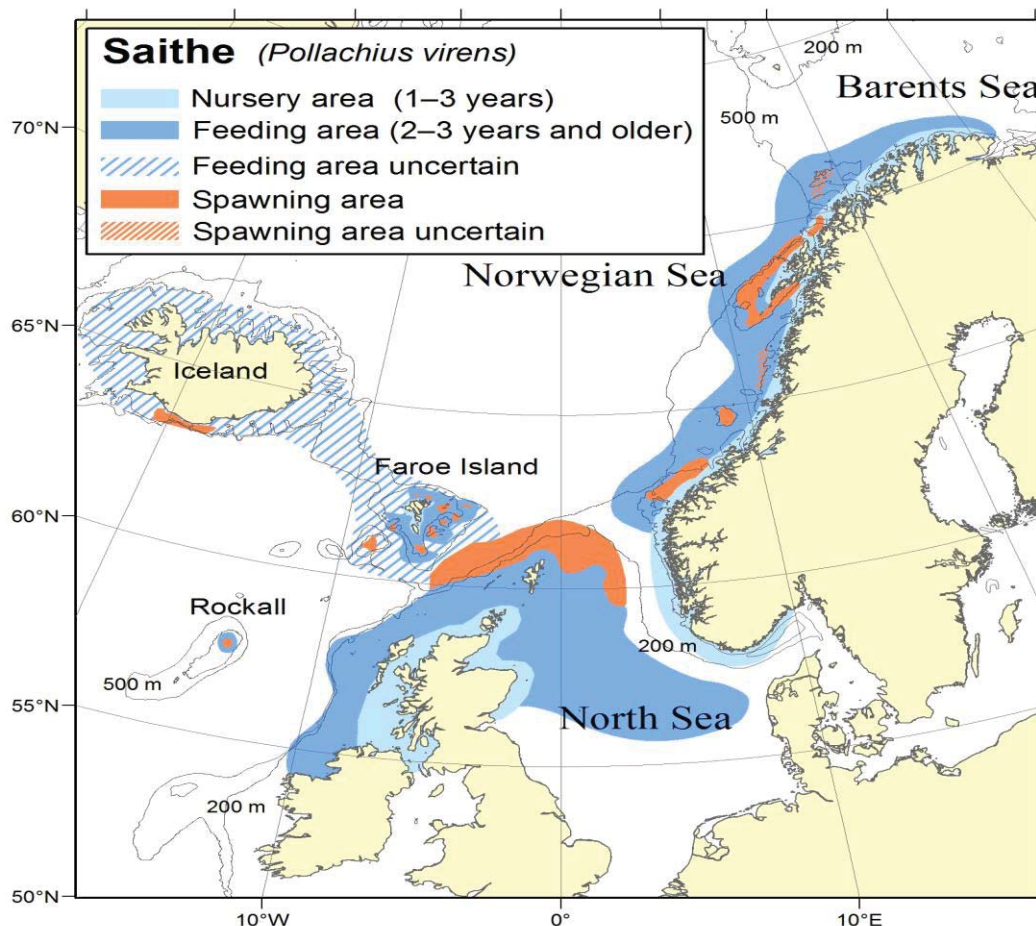 Saithe (Pollachius virens)
Nursery area (1–3 years)
Feeding area (2–3 years and older)
Feeding area uncertain
Spawning area
Spawning area uncertain
200 m
Barents Sea
500 m
70°N
Norwegian Sea
65°N
Iceland
Faroe Island
60°N
Rockall
200 m
500 m
55°N
North Sea
200 m
50°N
10°W
0°
10°E